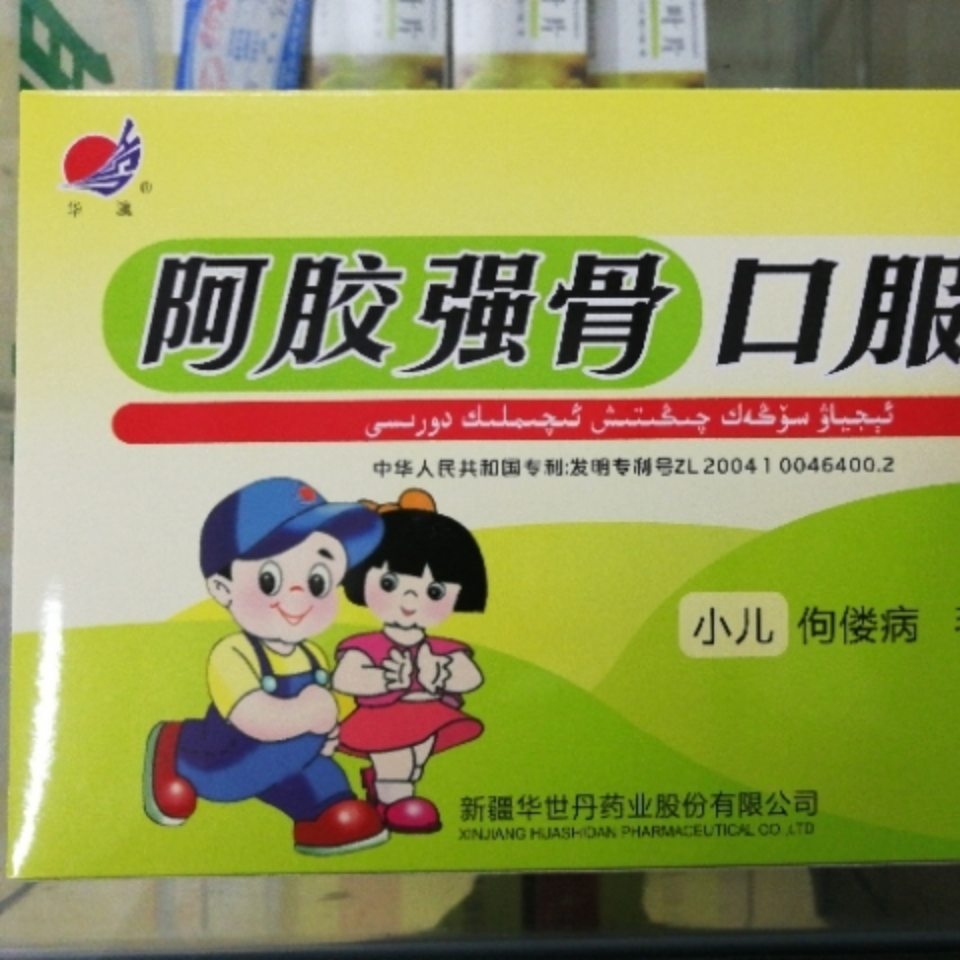 华 瀛
阿胶强骨 口服
ئېجياۋ سۆڭەك چىڭىتىش ئىچىملىك دورىسى
中华人民共和国专利:发明专利号ZL 2004 1 0046400.2
小儿 佝偻病
新疆华世丹药业股份有限公司
XINJIANG HUASHIDAN PHARMACEUTICAL CO.,LTD